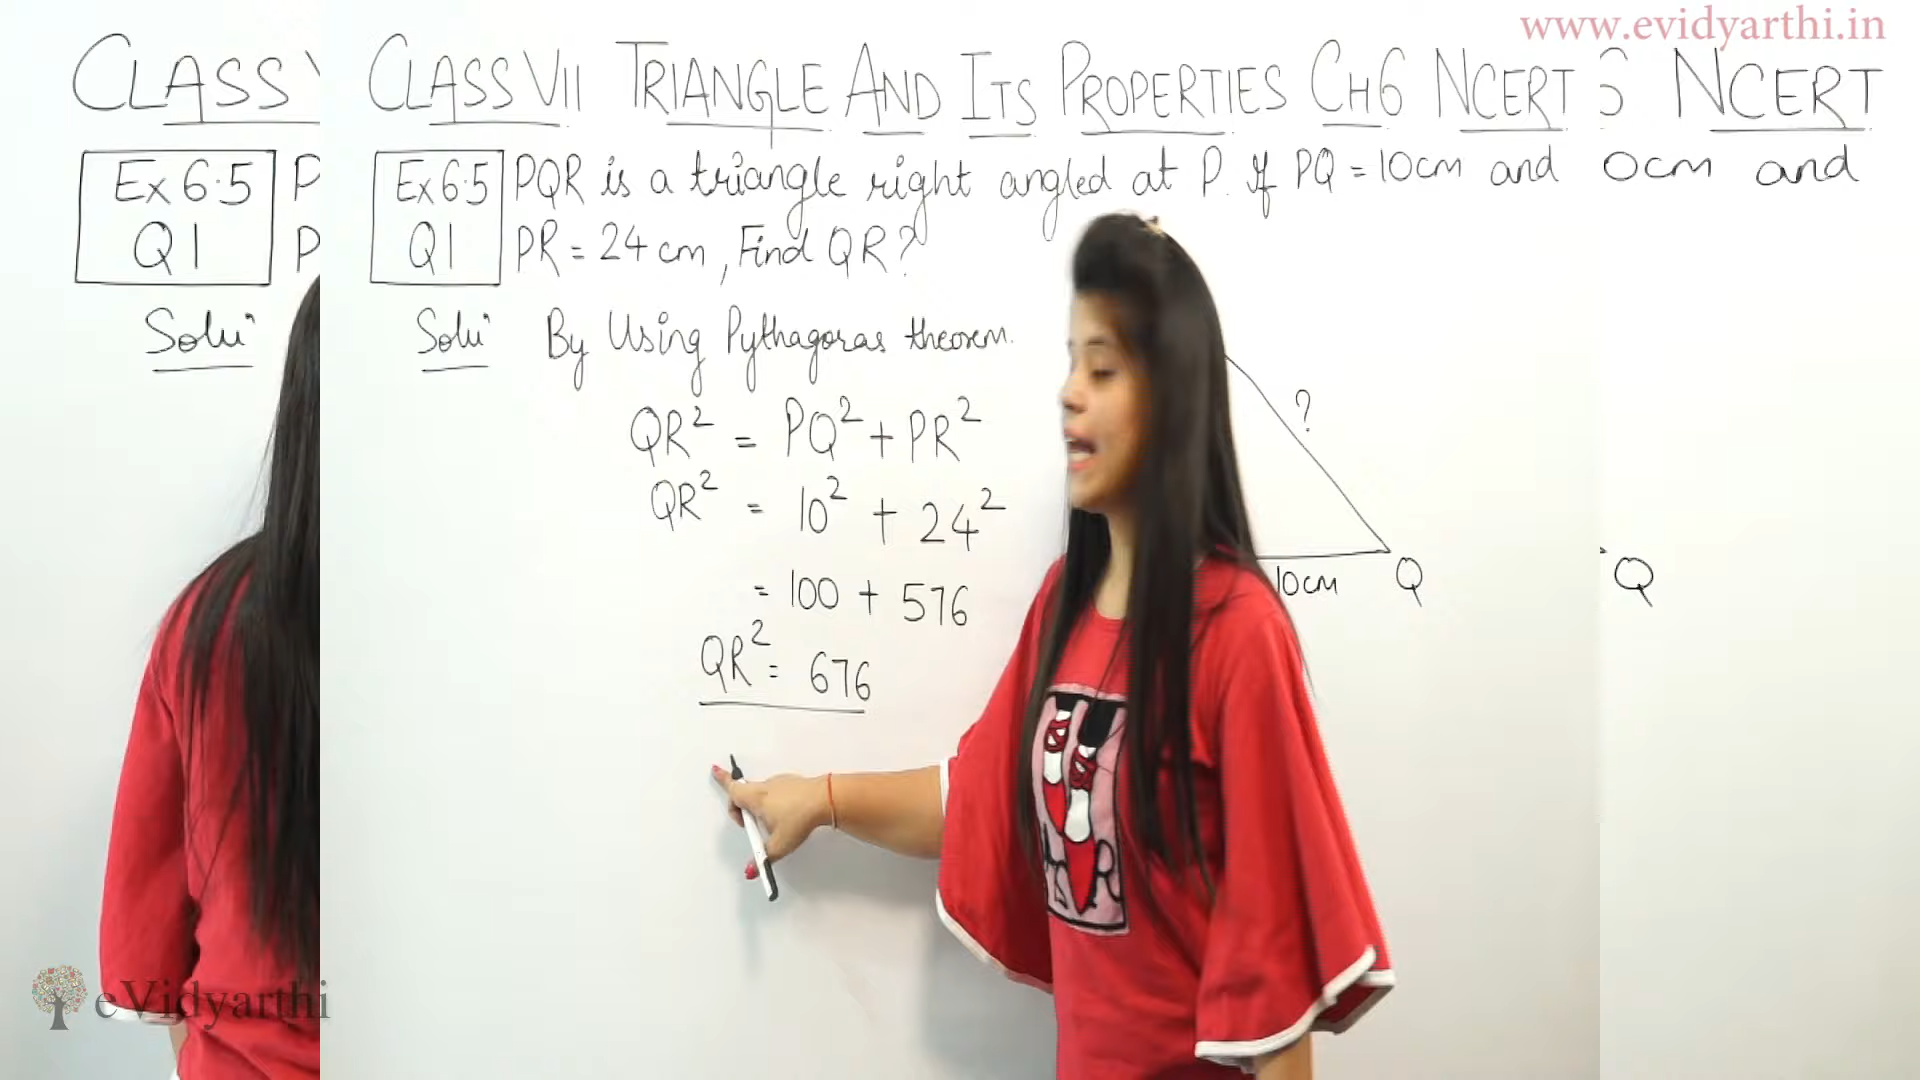 www.evidyarthi.in
CLASS VII TRIANGLE AND ITS PROPERTIES CH6 NCERT
Ex 6.5
Q1
PQR is a triangle right angled at P. If PQ = 10cm and
PR = 24 cm, Find QR?
Soln:
By Using Pythagoras theorem.
QR² = PQ² + PR²
QR² = 10² + 24²
= 100 + 576
QR² = 676
?
10cm
Q
CLASS
Ex 6.5
Q1
P
P
Soln:
NCERT
0cm and
Q
eVidyarthi